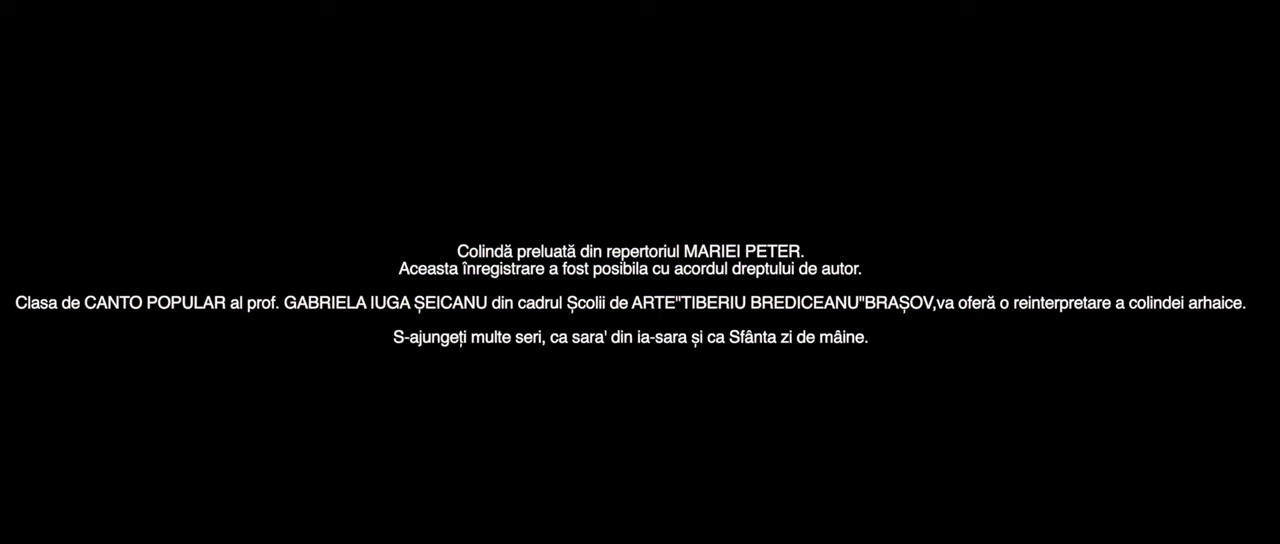 Colindă preluată din repertoriul MARIEI PETER.
Aceasta înregistrare a fost posibila cu acordul dreptului de autor.
Clasa de CANTO POPULAR al prof. GABRIELA IUGA ȘEICANU din cadrul Școlii de ARTE"TIBERIU BREDICEANU"BRAȘOV,va oferă o reinterpretare a colindei arhaice.
S-ajungeți multe seri, ca sara' din ia-sara și ca Sfânta zi de mâine.